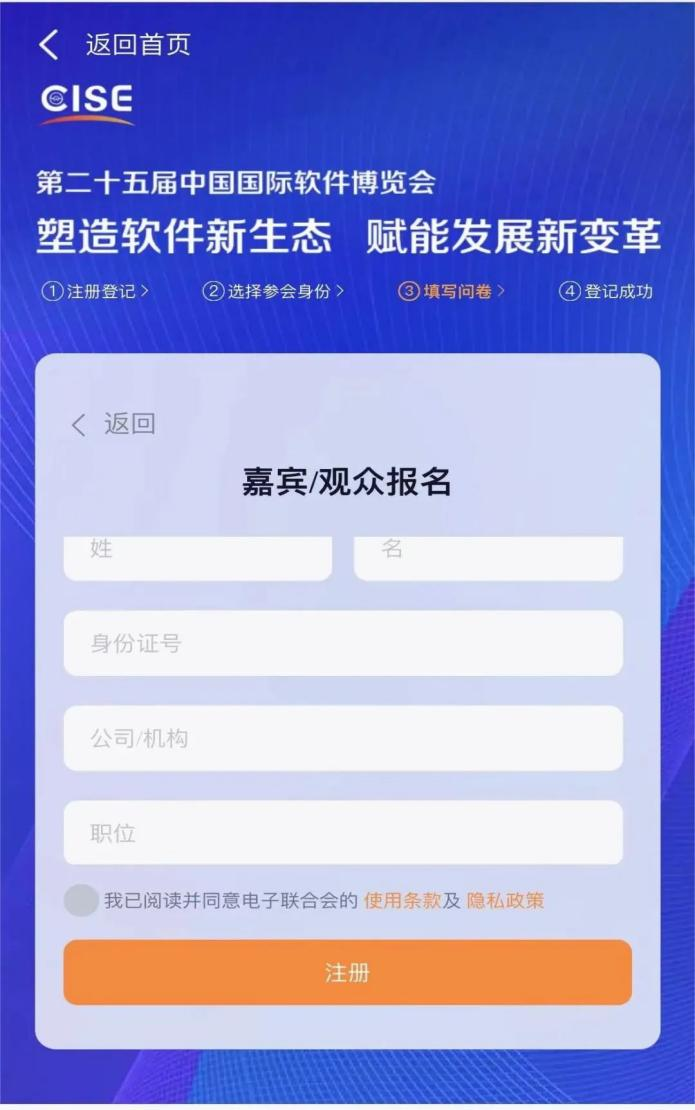 返回首页
CISE
第二十五届中国国际软件博览会
塑造软件新生态 赋能发展新变革
①注册登记> ②选择参会身份> ③填写问卷> ④登记成功
< 返回
嘉宾/观众报名
姓 名
身份证号
公司/机构
职位
我已阅读并同意电子联合会的 使用条款及 隐私政策
注册